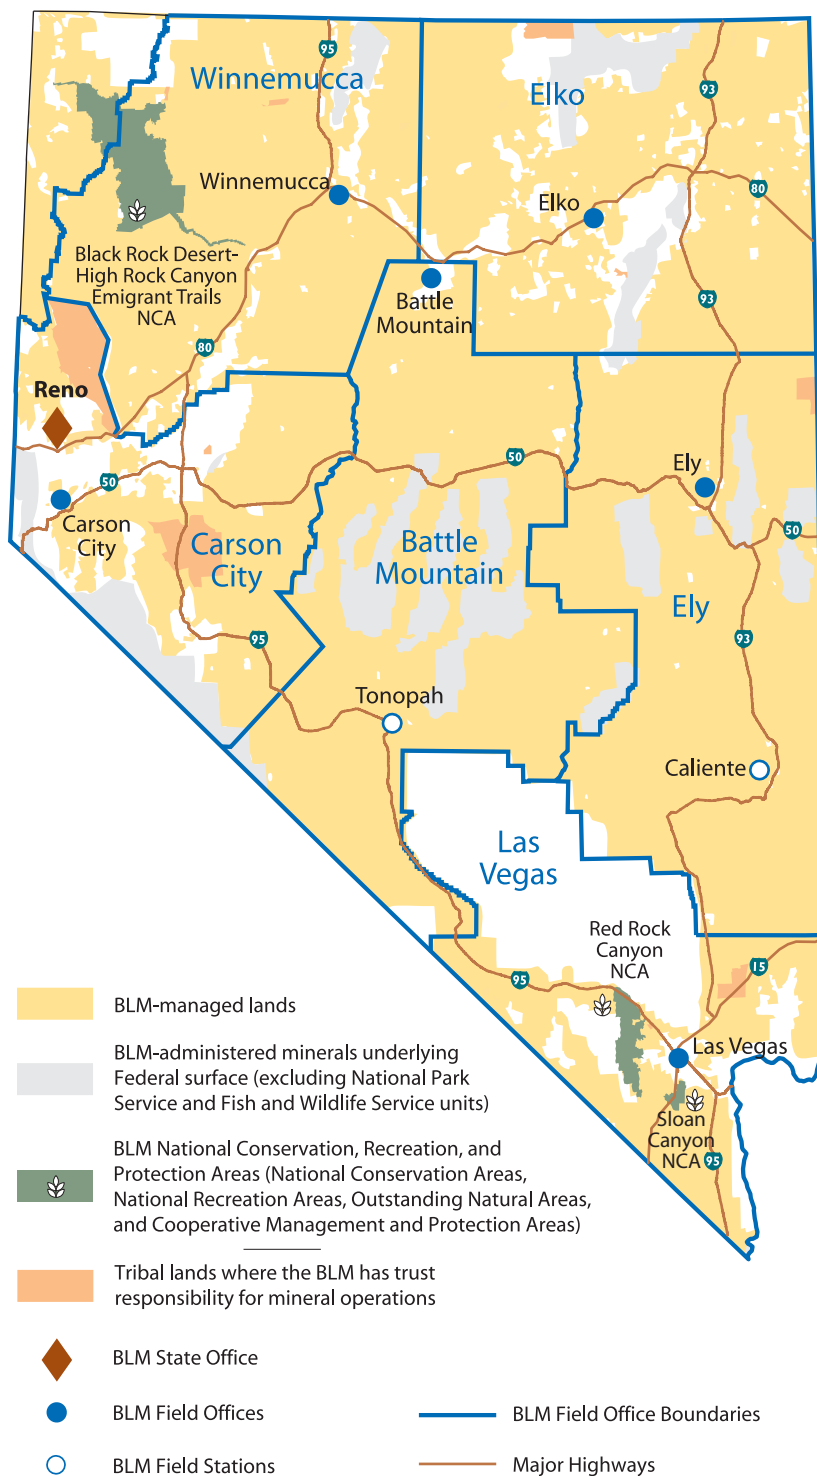 95
Winnemucca
93
Elko
Winnemucca
80
Elko
Black Rock Desert-
High Rock Canyon
Emigrant Trails
NCA
Battle
Mountain
93
80
Reno
50
Ely
50
Carson
City
50
Carson
City
Battle
Mountain
Ely
95
93
Tonopah
Caliente
Las
Vegas
Red Rock
Canyon
NCA
15
95
Las Vegas
Sloan
Canyon
NCA
95
BLM-managed lands
BLM-administered minerals underlying
Federal surface (excluding National Park
Service and Fish and Wildlife Service units)
BLM National Conservation, Recreation, and
Protection Areas (National Conservation Areas,
National Recreation Areas, Outstanding Natural Areas,
and Cooperative Management and Protection Areas)
Tribal lands where the BLM has trust
responsibility for mineral operations
BLM State Office
BLM Field Offices
BLM Field Office Boundaries
BLM Field Stations
Major Highways